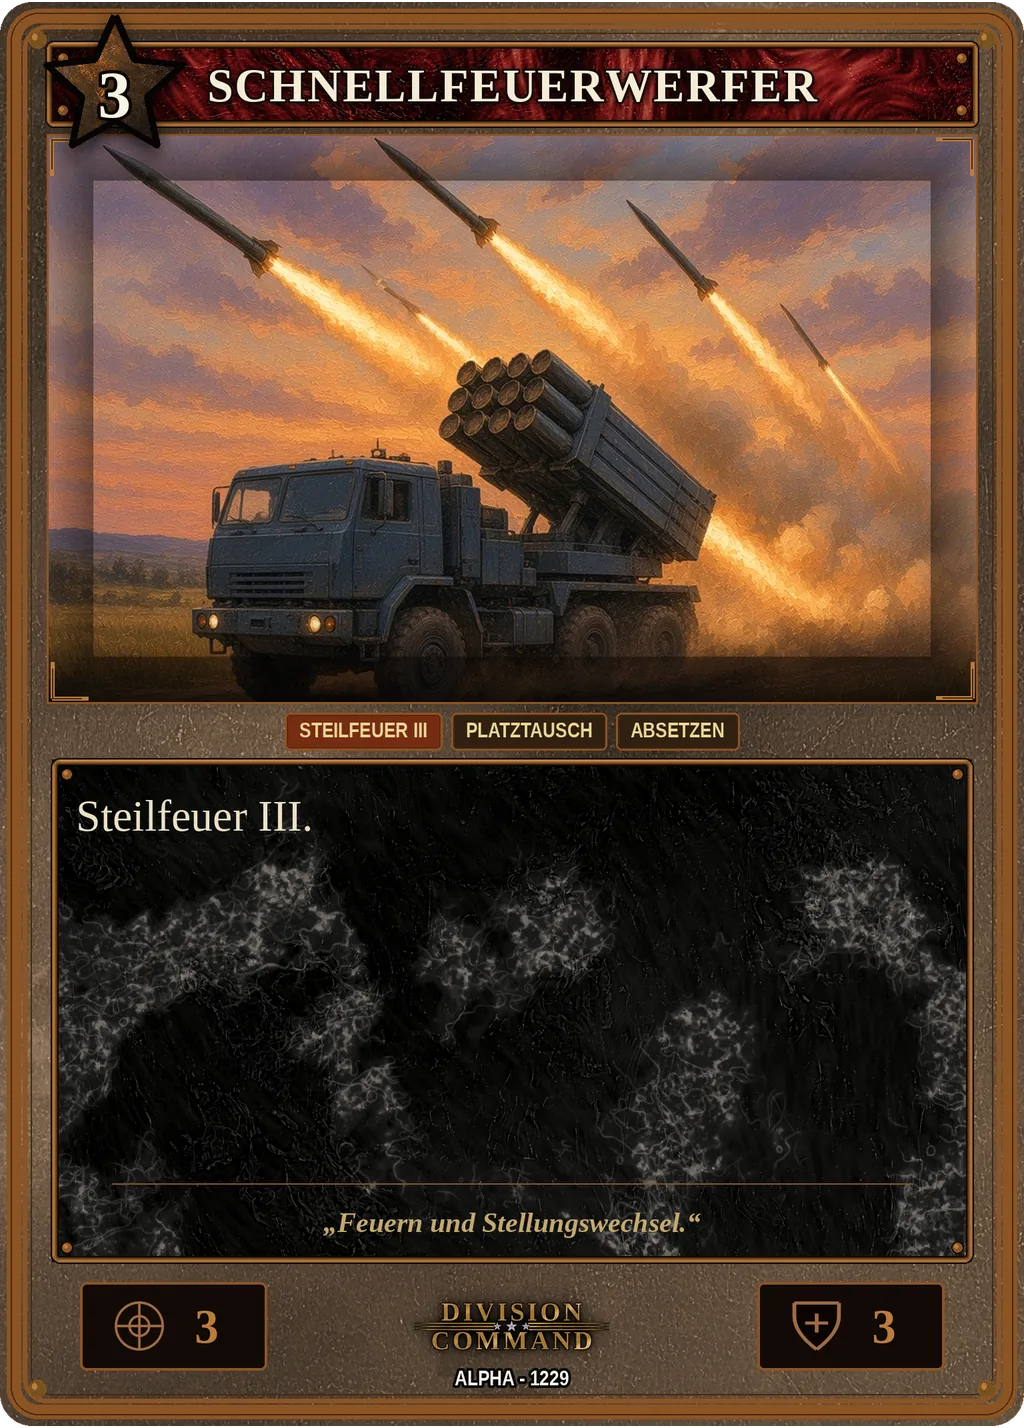 3
SCHNELLFEUERWERFER
STEILFEUER III
PLATZTAUSCH
ABSETZEN
Steilfeuer III.
„Feuern und Stellungswechsel.“
3
DIVISION
COMMAND
3
ALPHA - 1229